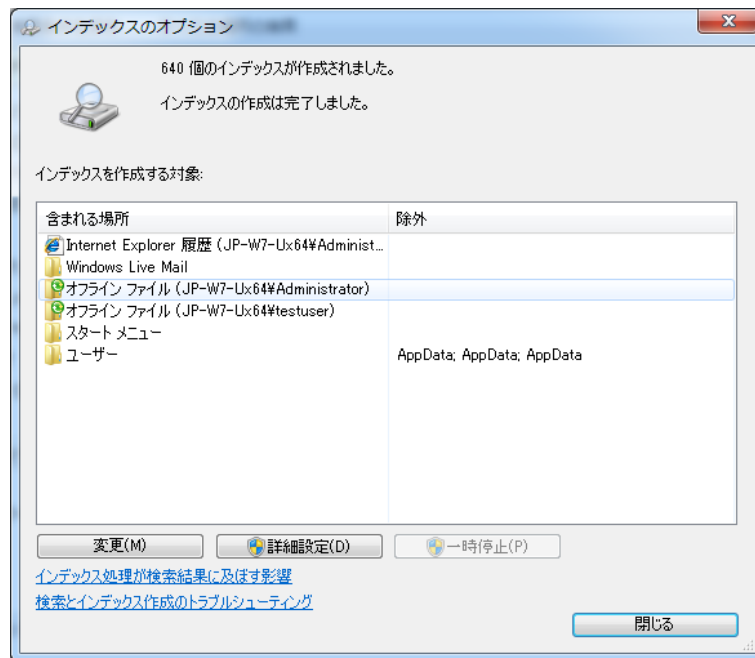 インデックスのオプション
640 個のインデックスが作成されました。
インデックスの作成は完了しました。
インデックスを作成する対象:
含まれる場所 除外
Internet Explorer 履歴 (JP-W7-Ux64¥Administ...
Windows Live Mail
オフライン ファイル (JP-W7-Ux64¥Administrator)
オフライン ファイル (JP-W7-Ux64¥testuser)
スタート メニュー
ユーザー AppData; AppData; AppData
変更(M) 詳細設定(D) 一時停止(P)
インデックス処理が検索結果に及ぼす影響
検索とインデックス作成のトラブルシューティング
閉じる